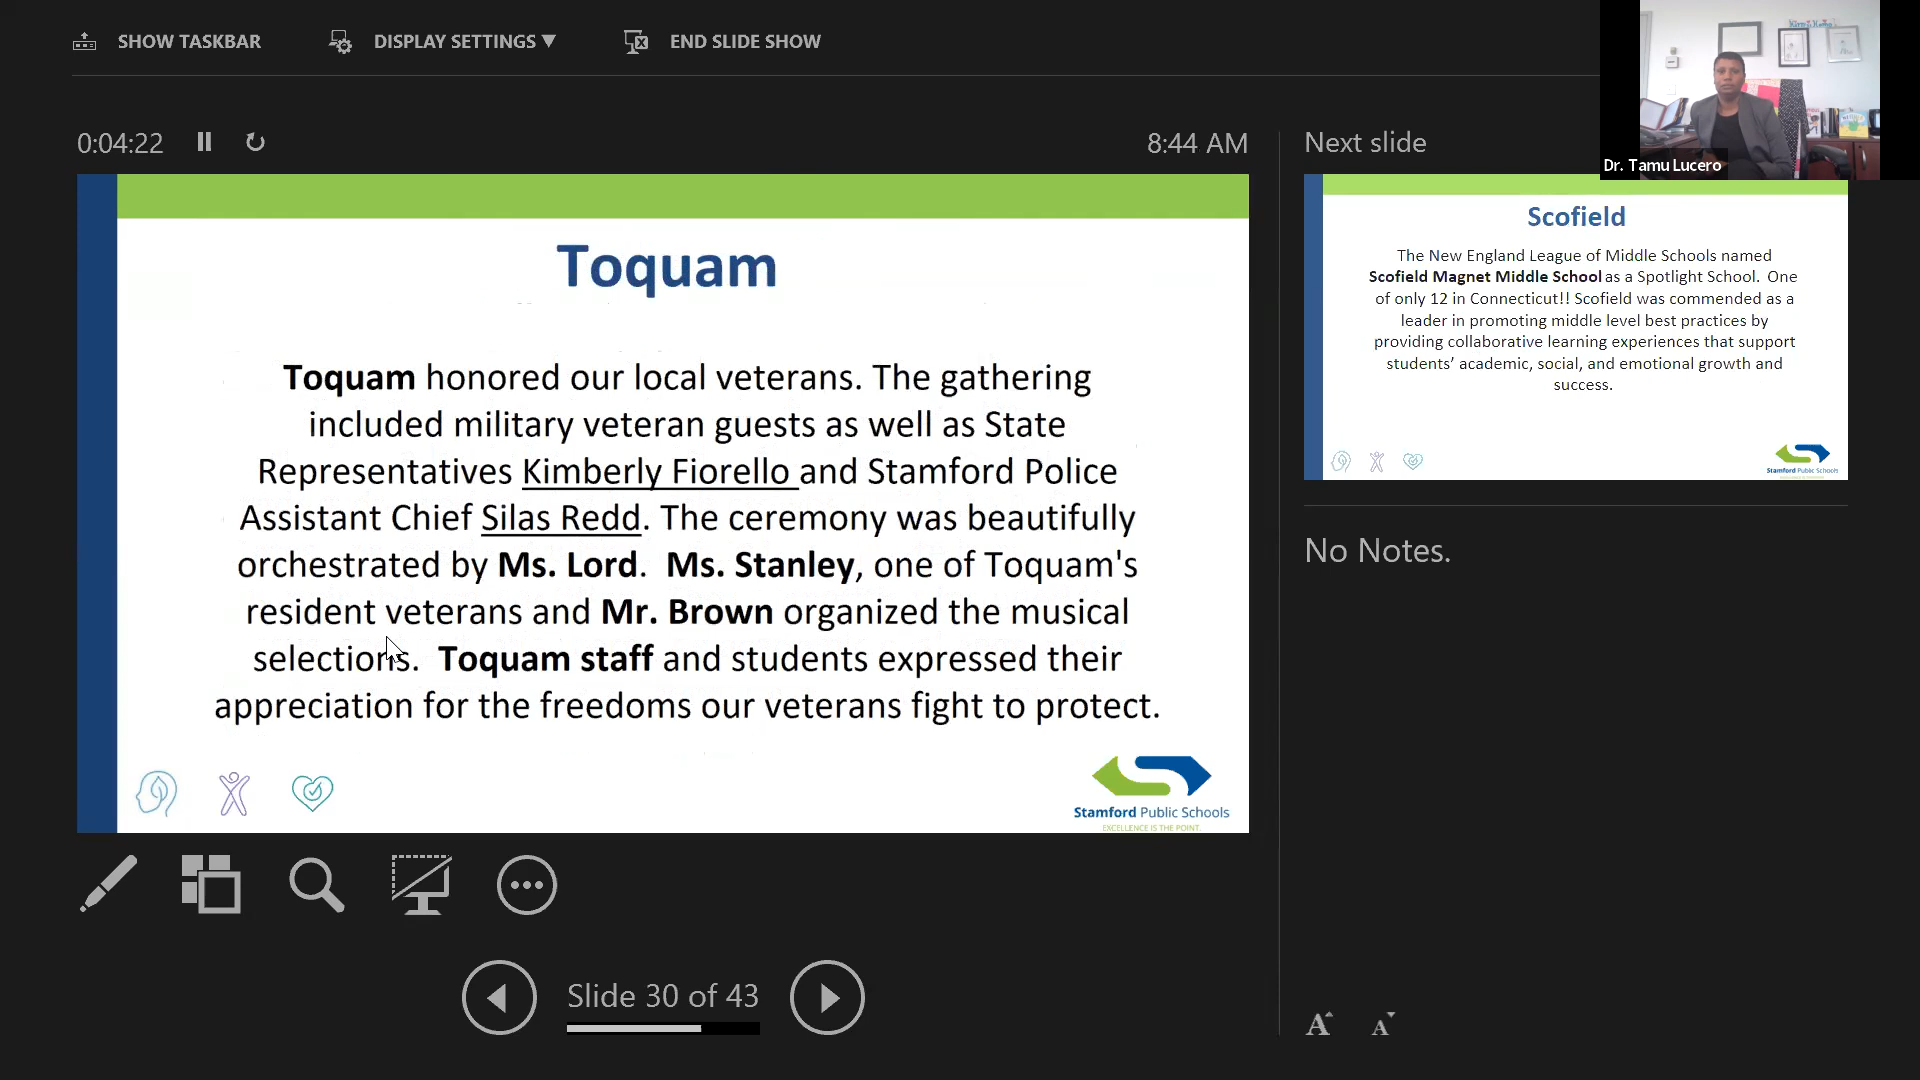 SHOW TASKBAR
DISPLAY SETTINGS ▼
END SLIDE SHOW
Dr. Tamu Lucero
0:04:22
8:44 AM
Next slide
Toquam
Toquam honored our local veterans. The gathering
included military veteran guests as well as State
Representatives Kimberly Fiorello and Stamford Police
Assistant Chief Silas Redd. The ceremony was beautifully
orchestrated by Ms. Lord. Ms. Stanley, one of Toquam's
resident veterans and Mr. Brown organized the musical
selections. Toquam staff and students expressed their
appreciation for the freedoms our veterans fight to protect.
Stamford Public Schools
EXCELLENCE IS THE POINT.
Scofield
The New England League of Middle Schools named
Scofield Magnet Middle School as a Spotlight School. One
of only 12 in Connecticut!! Scofield was commended as a
leader in promoting middle level best practices by
providing collaborative learning experiences that support
students’ academic, social, and emotional growth and
success.
Stamford Public Schools
No Notes.
Slide 30 of 43
A A